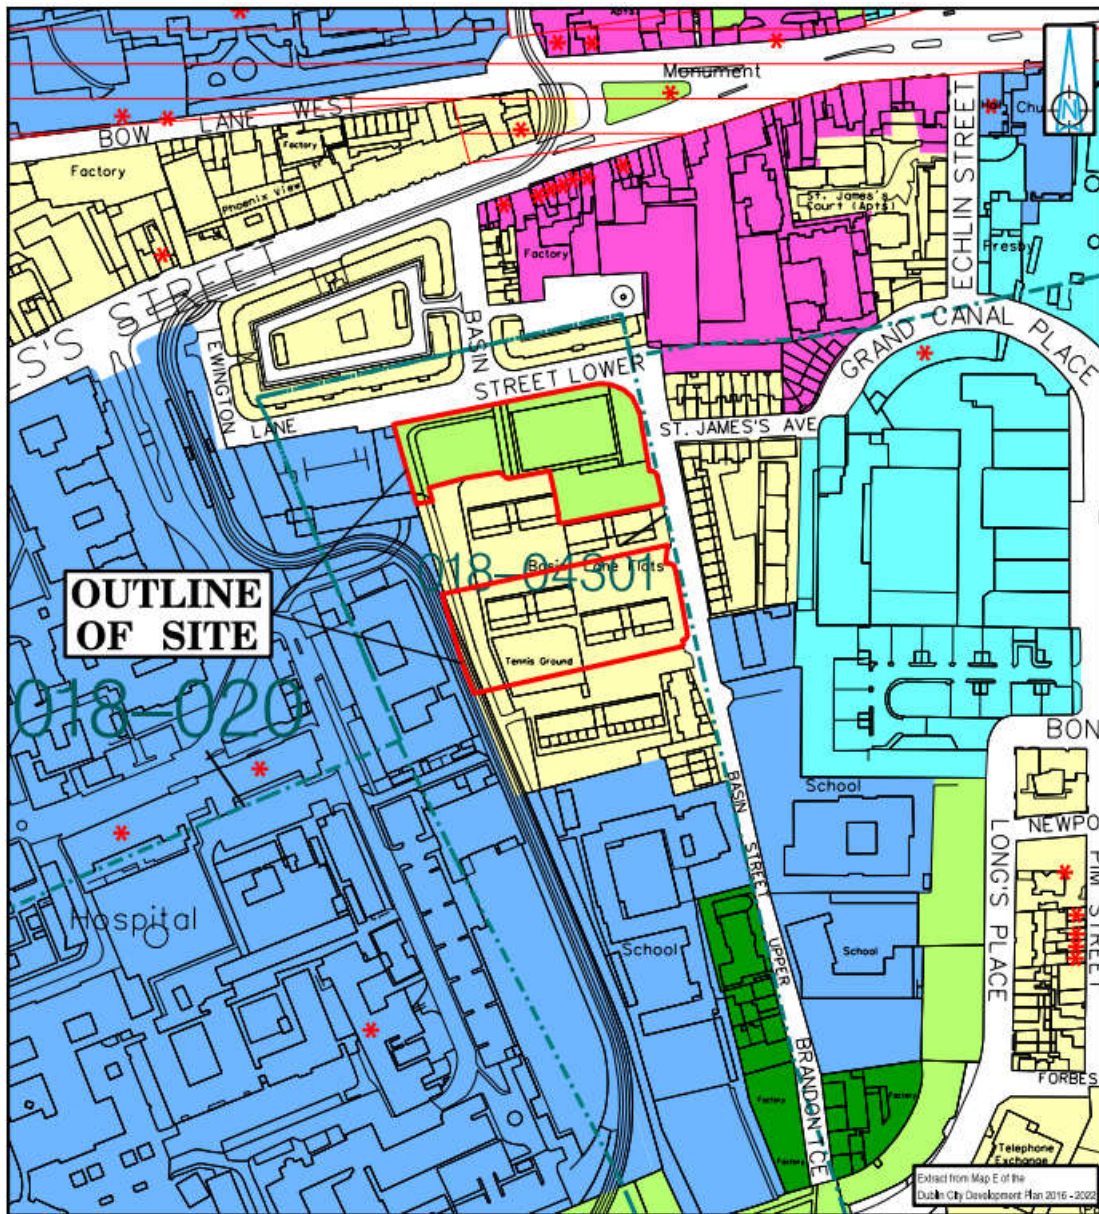 Apts.
Monument
BOW LANE WEST
ECHLIN STREET
N
Factory
Factory
Phoenix View
St. James's
Court (Apts)
Factory
Presby
GRAND CANAL PLACE
BASIN
STREET LOWER
EWINGTON
LANE
ST. JAMES'S AVE
018-04301
OUTLINE
OF SITE
Tennis Ground
018-020
BON
School
BASIN
STREET
UPPER
NEWPO
PIM STREET
LONG'S PLACE
Hospital
School
School
BRANDON TCE
FORBES
Factory
Factory
Factory
Telephone
Exchange
Extract from Map E of the
Dublin City Development Plan 2016 - 2022